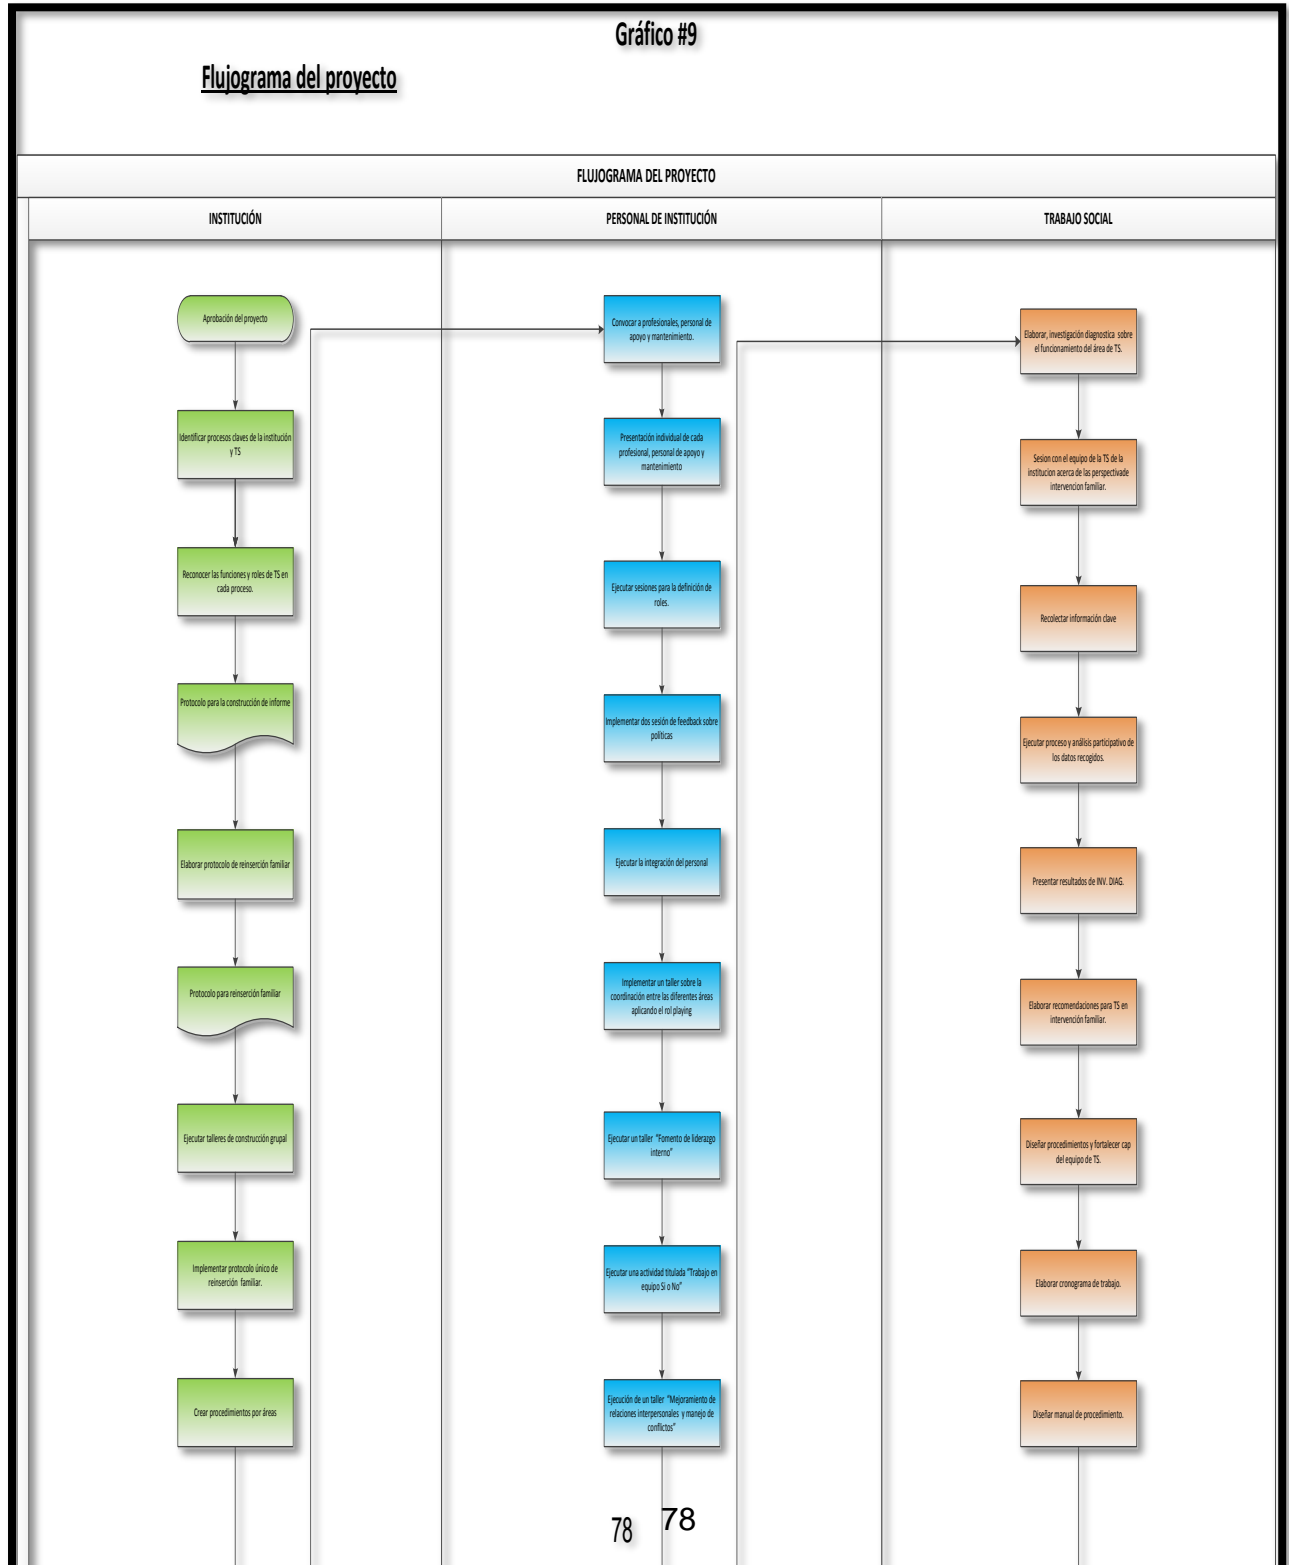 Gráfico #9
Flujograma del proyecto
FLUJOGRAMA DEL PROYECTO
INSTITUCIÓN
PERSONAL DE INSTITUCIÓN
TRABAJO SOCIAL
Aprobación del proyecto
Identificar procesos claves de la institución
y TS
Reconocer las funciones y roles de TS en
cada proceso.
Protocolo para la construcción de informe
Elaborar protocolo de reinserción familiar
Protocolo para reinserción familiar
Ejecutar talleres de construcción grupal
Implementar protocolo único de
reinserción familiar.
Crear procedimientos por áreas
Convocar a profesionales, personal de
apoyo y mantenimiento.
Presentación individual de cada
profesional, personal de apoyo y
mantenimiento
Ejecutar sesiones para la definición de
roles.
Implementar dos sesión de feedback sobre
políticas
Ejecutar la integración del personal
Implementar un taller sobre la
coordinación entre las diferentes áreas
aplicando el rol playing
Ejecutar un taller "Fomento de liderazgo
interno"
Ejecutar una actividad titulada "Trabajo en
equipo Si o No"
Ejecución de un taller "Mejoramiento de
relaciones interpersonales y manejo de
conflictos"
Elaborar, investigación diagnostica sobre
el funcionamiento del área de TS.
Sesion con el equipo de la TS de la
institucion acerca de las perspectivade
intervencion familiar.
Recolectar información clave
Ejecutar proceso y análisis participativo de
los datos recogidos.
Presentar resultados de INV. DIAG.
Elaborar recomendaciones para TS en
intervención familiar.
Diseñar procedimientos y fortalecer cap
del equipo de TS.
Elaborar cronograma de trabajo.
Diseñar manual de procedimiento.
78
78